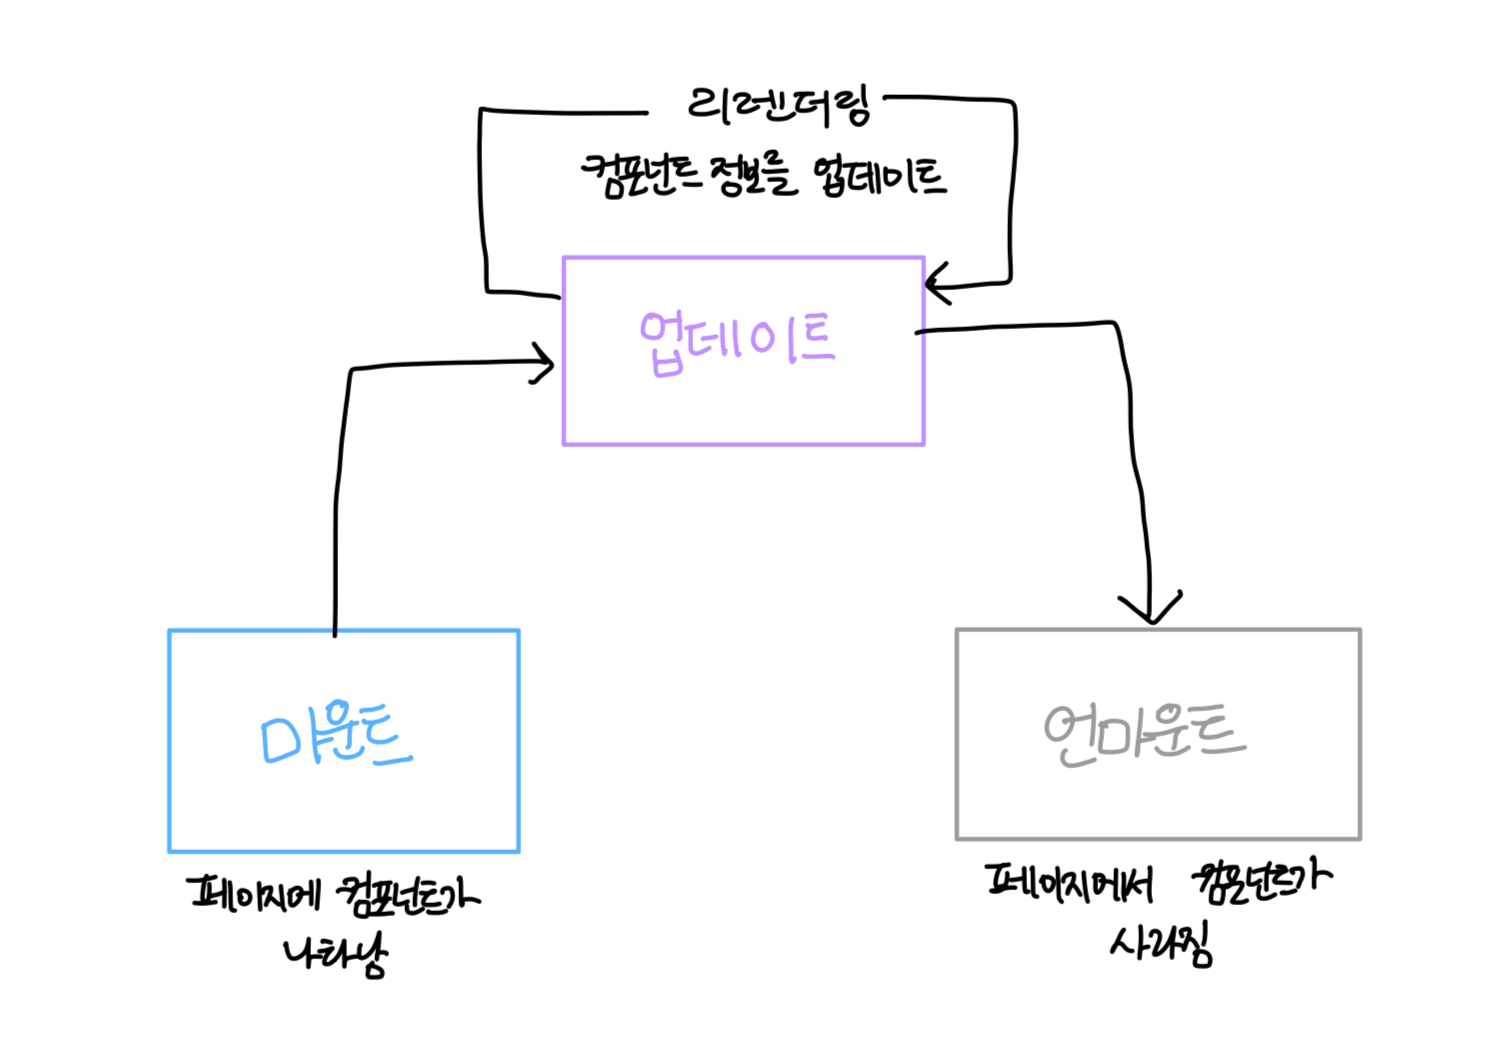 리렌더링
컴포넌트 정보를 업데이트
업데이트
마운트
언마운트
페이지에 컴포넌트가
나타남
페이지에서 컴포넌트가
사라짐